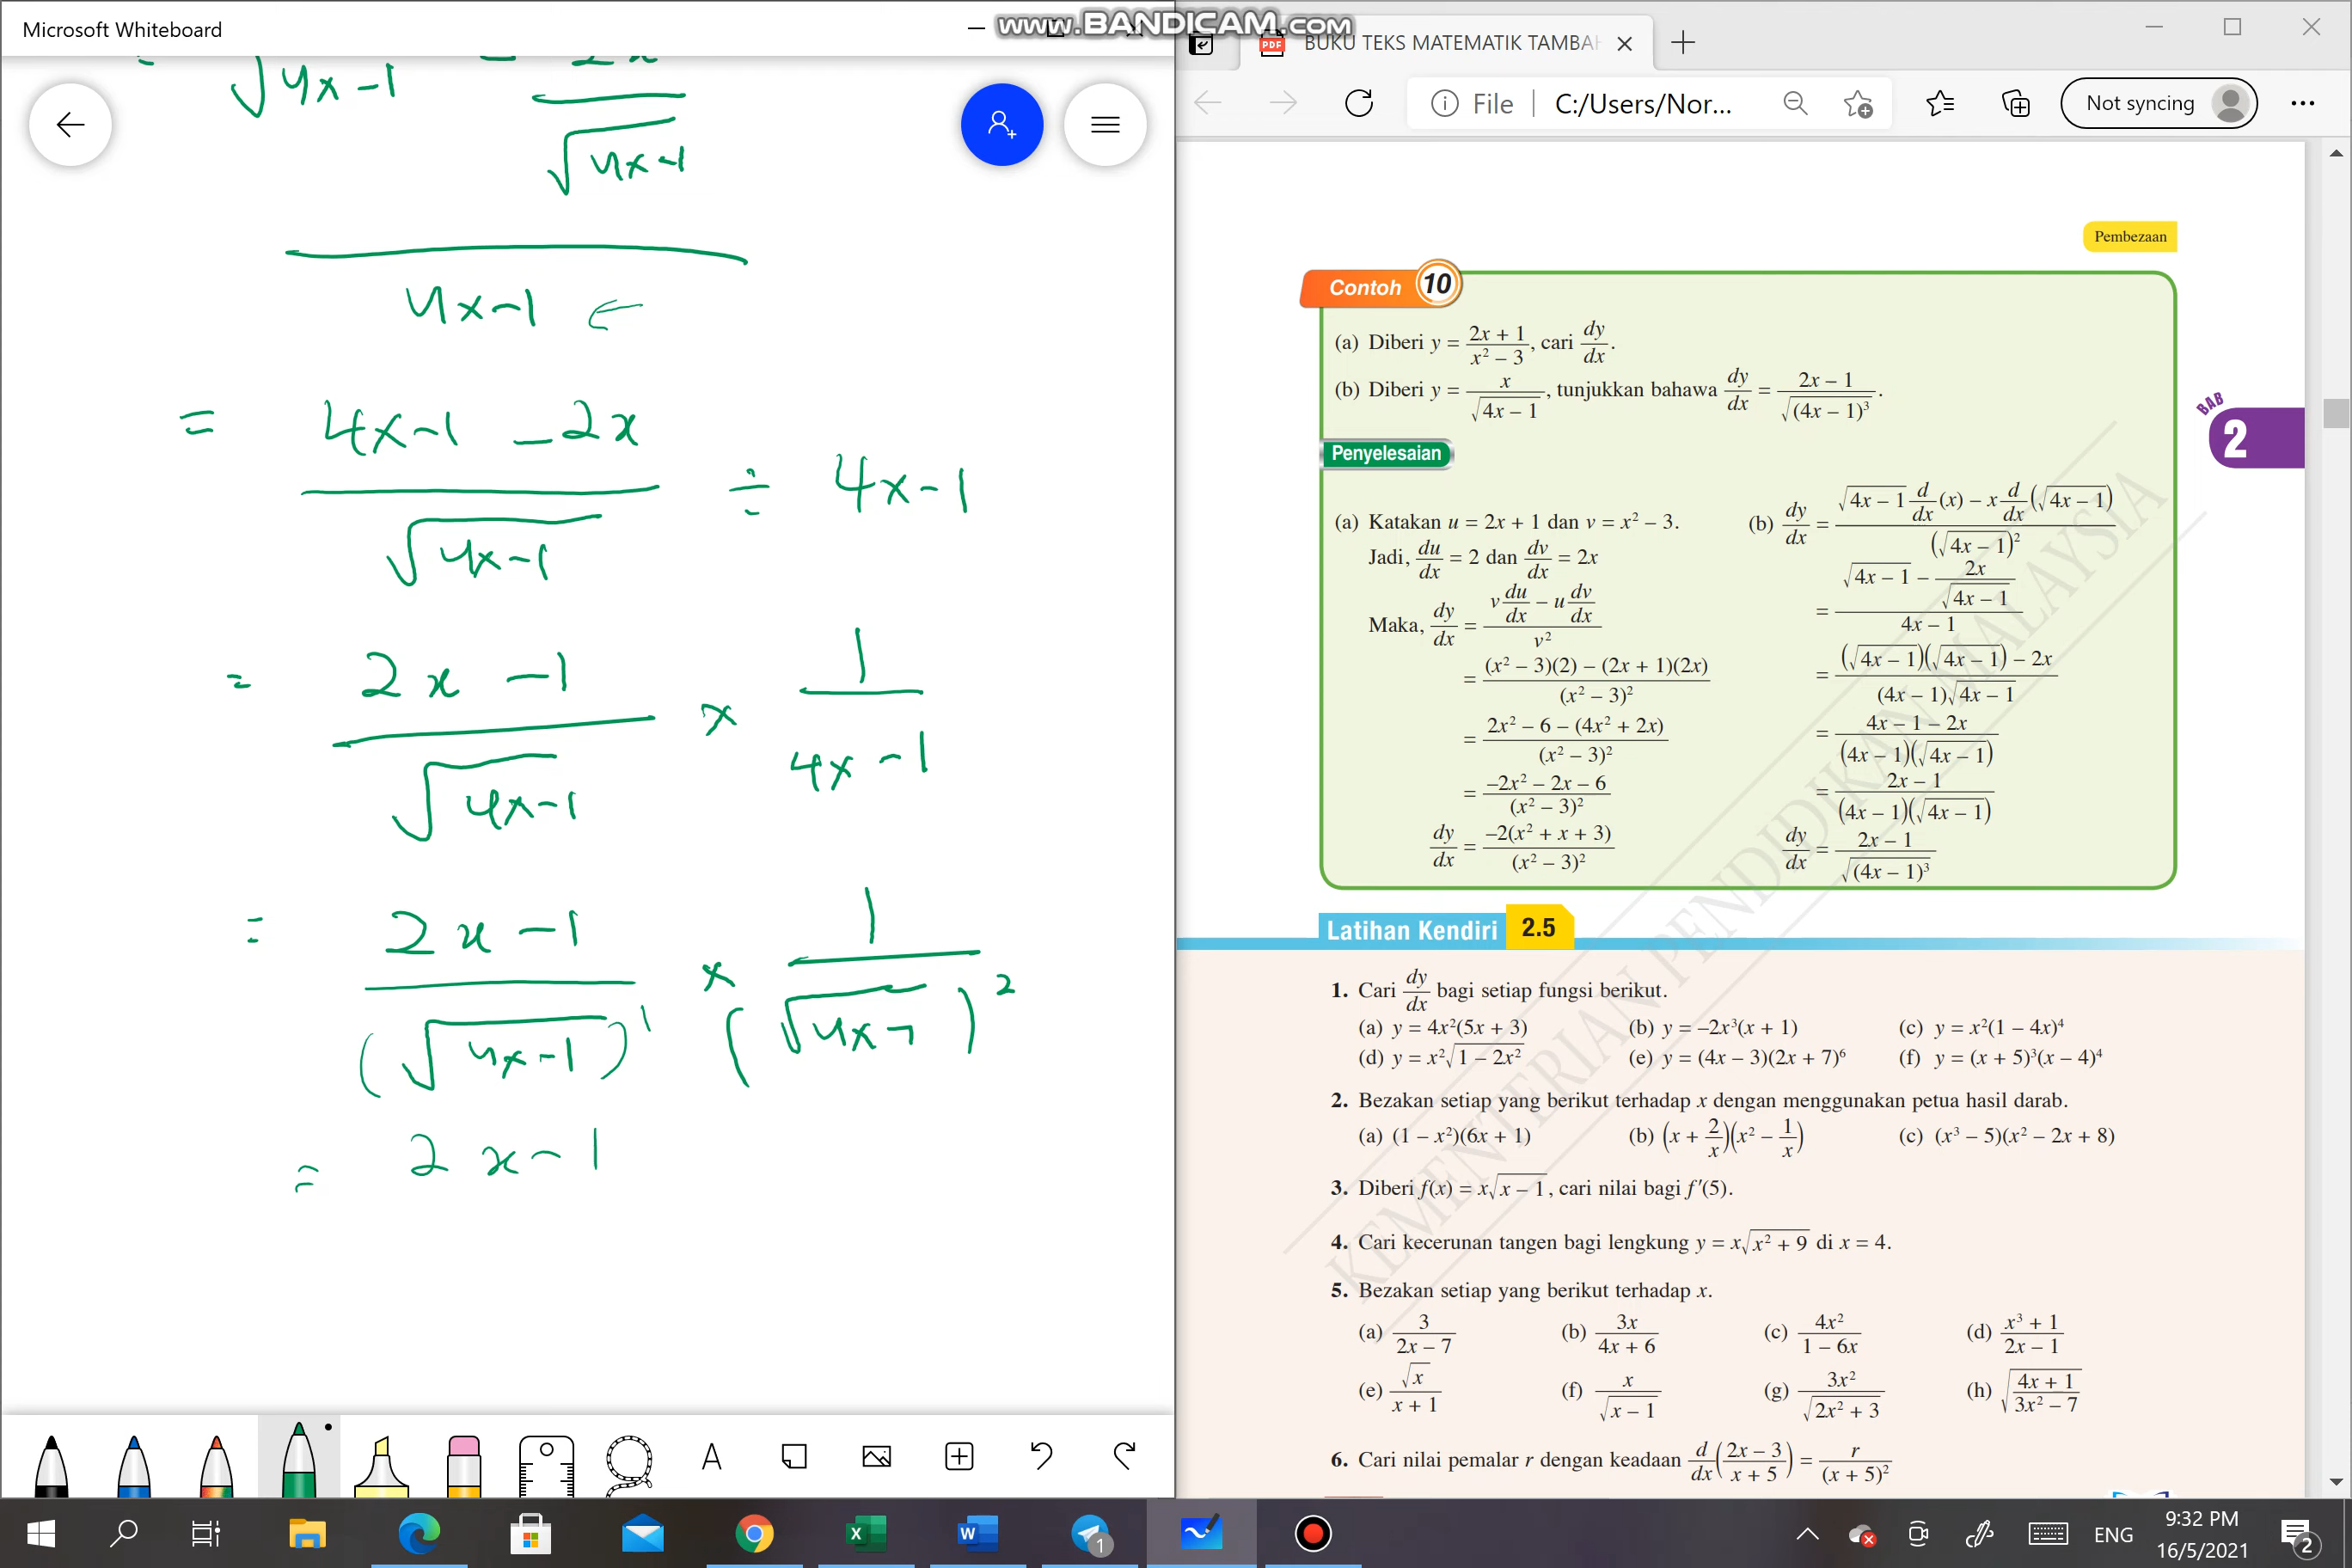 Microsoft Whiteboard
www.BANDICAM.com
BUKU TEKS MATEMATIK TAMBAH
File | C:/Users/Nor...
Not syncing
= √4x-1 - 2x
√4x-1
4x-1 ←
= 4x-1 -2x ÷ 4x-1
√4x-1
= 2x-1 × 1
√4x-1 4x-1
= 2x-1 × 1
(√4x-1)¹ (√4x-1)²
= 2x-1
Pembezaan
Contoh 10
(a) Diberi y = (2x + 1)/(x² – 3), cari dy/dx.
(b) Diberi y = x/√(4x – 1), tunjukkan bahawa dy/dx = (2x – 1)/√((4x – 1)³).
BAB 2
Penyelesaian
(a) Katakan u = 2x + 1 dan v = x² – 3.
Jadi, du/dx = 2 dan dv/dx = 2x
Maka, dy/dx = (v du/dx – u dv/dx)/v²
= ((x² – 3)(2) – (2x + 1)(2x))/(x² – 3)²
= (2x² – 6 – (4x² + 2x))/(x² – 3)²
= (–2x² – 2x – 6)/(x² – 3)²
dy/dx = –2(x² + x + 3)/(x² – 3)²
(b) dy/dx = (√(4x – 1) d/dx(x) – x d/dx(√(4x – 1)))/(√(4x – 1))²
= (√(4x – 1) – 2x/√(4x – 1))/(4x – 1)
= ((√(4x – 1))(√(4x – 1)) – 2x)/((4x – 1)√(4x – 1))
= (4x – 1 – 2x)/((4x – 1)(√(4x – 1)))
= (2x – 1)/((4x – 1)(√(4x – 1)))
dy/dx = (2x – 1)/√((4x – 1)³)
KEMENTERIAN PENDIDIKAN MALAYSIA
Latihan Kendiri 2.5
1. Cari dy/dx bagi setiap fungsi berikut.
(a) y = 4x²(5x + 3) (b) y = –2x³(x + 1) (c) y = x²(1 – 4x)⁴
(d) y = x²√(1 – 2x²) (e) y = (4x – 3)(2x + 7)⁶ (f) y = (x + 5)³(x – 4)⁴
2. Bezakan setiap yang berikut terhadap x dengan menggunakan petua hasil darab.
(a) (1 – x²)(6x + 1) (b) (x + 2/x)(x² – 1/x) (c) (x³ – 5)(x² – 2x + 8)
3. Diberi f(x) = x√(x – 1), cari nilai bagi f′(5).
4. Cari kecerunan tangen bagi lengkung y = x√(x² + 9) di x = 4.
5. Bezakan setiap yang berikut terhadap x.
(a) 3/(2x – 7) (b) 3x/(4x + 6) (c) 4x²/(1 – 6x) (d) (x³ + 1)/(2x – 1)
(e) √x/(x + 1) (f) x/√(x – 1) (g) 3x²/√(2x² + 3) (h) √((4x + 1)/(3x² – 7))
6. Cari nilai pemalar r dengan keadaan d/dx((2x – 3)/(x + 5)) = r/(x + 5)²
ENG
9:32 PM
16/5/2021
2
1